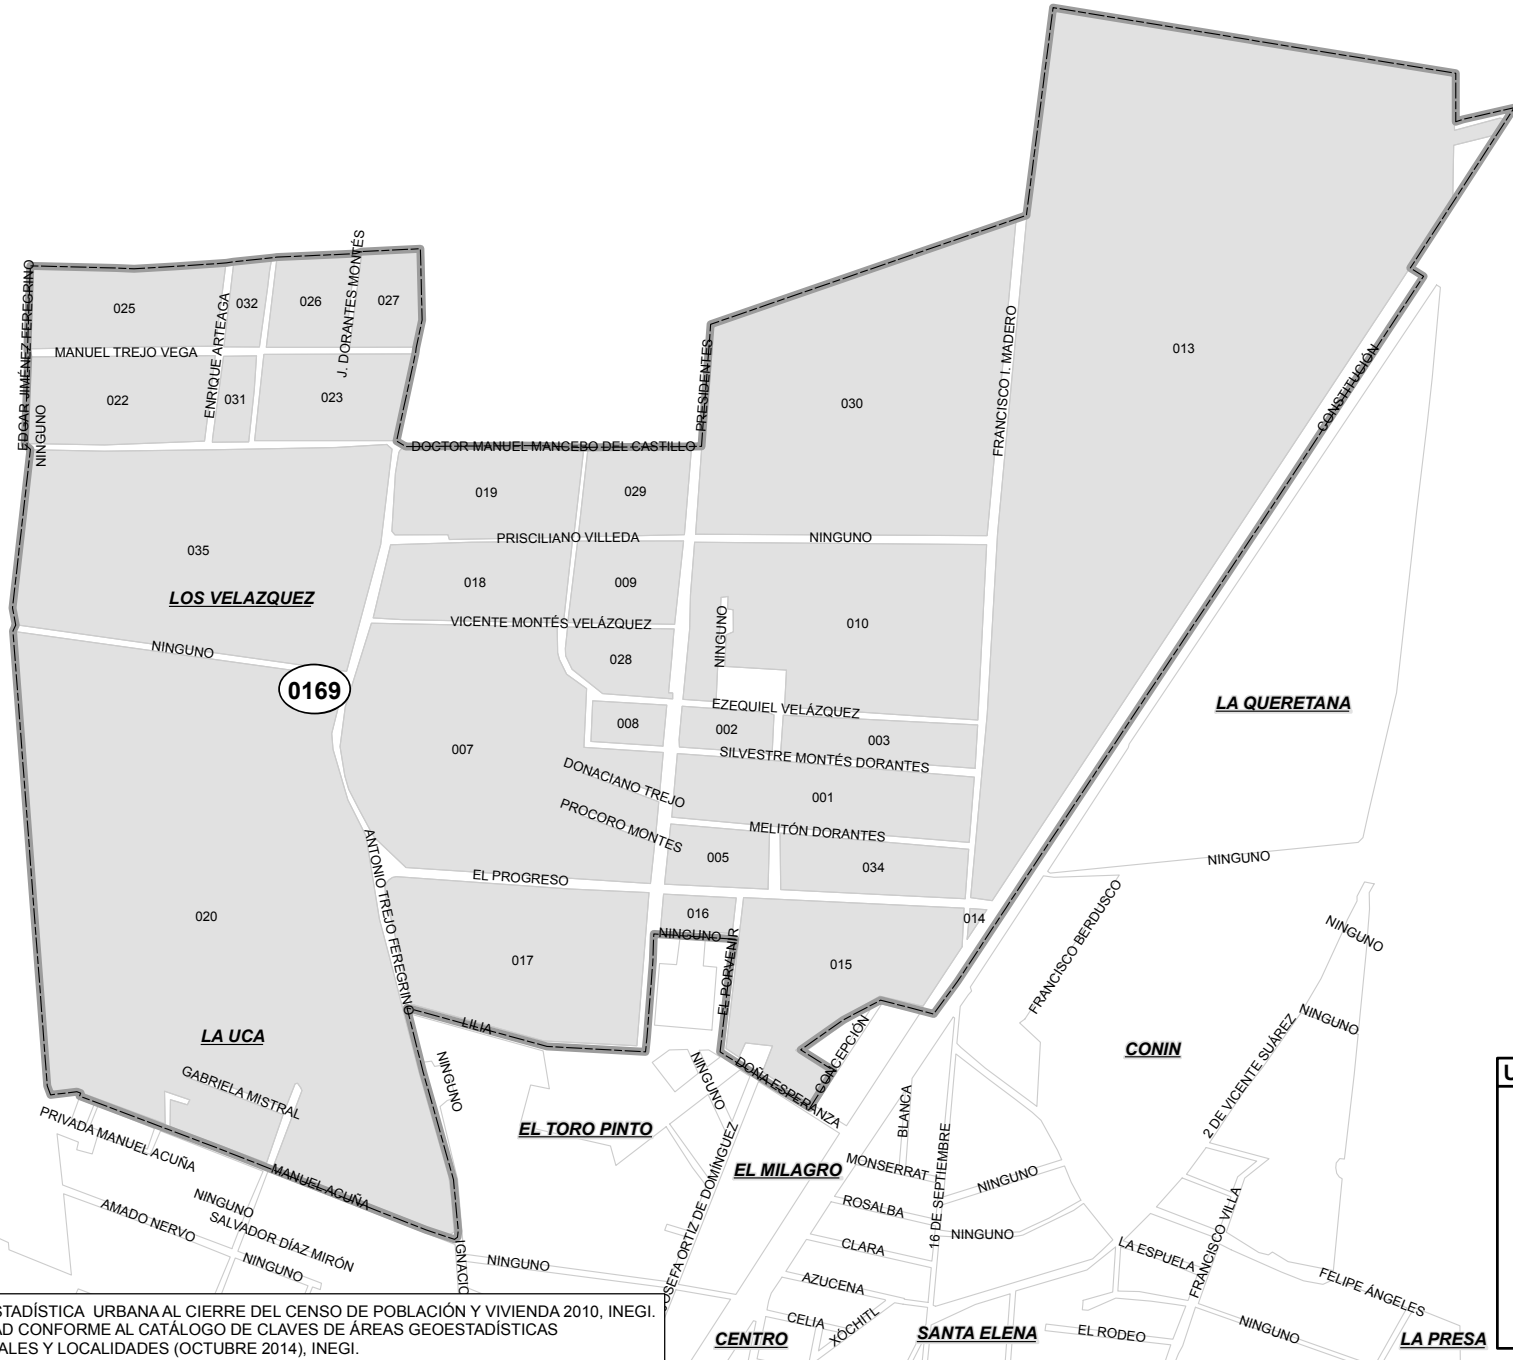 EDGAR JIMÉNEZ FEREGRINO
NINGUNO
025
032
026
027
ENRIQUE ARTEAGA
J. DORANTES MONTÉS
MANUEL TREJO VEGA
022
031
023
DOCTOR MANUEL MANCEBO DEL CASTILLO
PRESIDENTES
030
FRANCISCO I. MADERO
013
CONSTITUCIÓN
019
029
035
PRISCILIANO VILLEDA
NINGUNO
LOS VELAZQUEZ
018
009
010
NINGUNO
VICENTE MONTÉS VELÁZQUEZ
NINGUNO
028
0169
LA QUERETANA
EZEQUIEL VELÁZQUEZ
008
002
003
007
SILVESTRE MONTÉS DORANTES
DONACIANO TREJO
001
PROCORO MONTES
MELITÓN DORANTES
005
034
NINGUNO
ANTONIO TREJO FEREGRINO
EL PROGRESO
020
016
014
NINGUNO
EL PORVENIR
FRANCISCO BERDUSCO
NINGUNO
017
015
NINGUNO
LILIA
LA UCA
CONCEPCIÓN
CONIN
2 DE VICENTE SUÁREZ
GABRIELA MISTRAL
NINGUNO
NINGUNO
DOÑA ESPERANZA
BLANCA
U
PRIVADA MANUEL ACUÑA
EL TORO PINTO
EL MILAGRO
MONSERRAT
16 DE SEPTIEMBRE
NINGUNO
MANUEL ACUÑA
NINGUNO
AMADO NERVO
SALVADOR DÍAZ MIRÓN
NINGUNO
IGNACIO
NINGUNO
JOSEFA ORTIZ DE DOMÍNGUEZ
ROSALBA
NINGUNO
CLARA
LA ESPUELA
FRANCISCO VILLA
AZUCENA
FELIPE ÁNGELES
CELIA
XÓCHITL
CENTRO
SANTA ELENA
EL RODEO
NINGUNO
LA PRESA
STADÍSTICA URBANA AL CIERRE DEL CENSO DE POBLACIÓN Y VIVIENDA 2010, INEGI.
AD CONFORME AL CATÁLOGO DE CLAVES DE ÁREAS GEOESTADÍSTICAS
ALES Y LOCALIDADES (OCTUBRE 2014), INEGI.